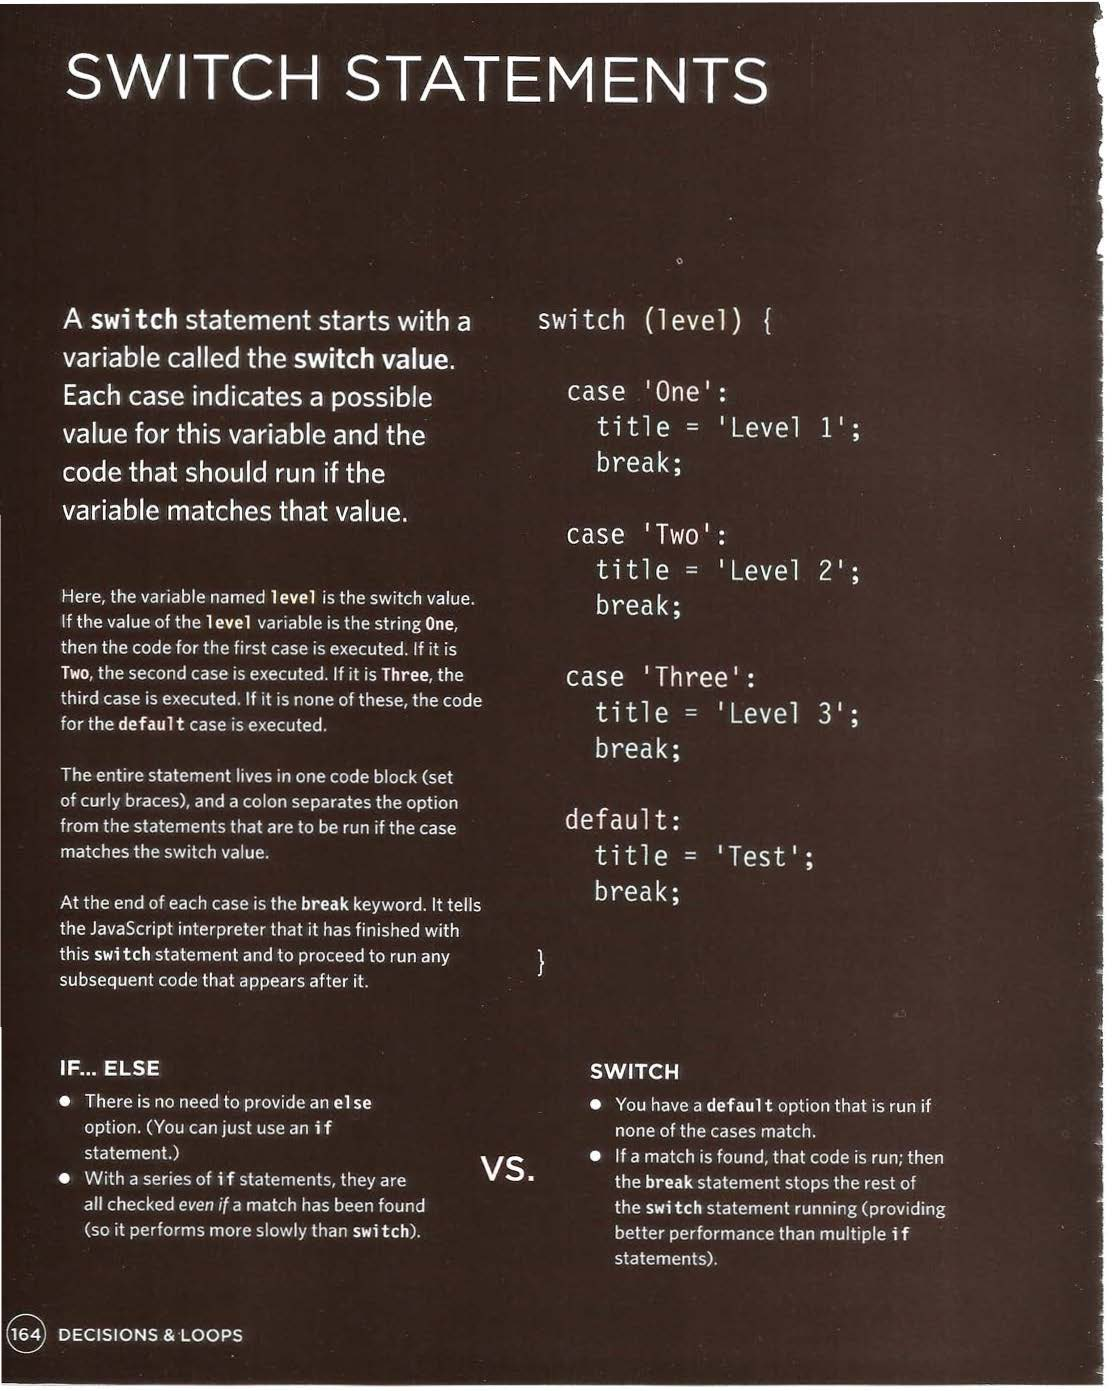 SWITCH STATEMENTS
A switch statement starts with a
variable called the switch value.
Each case indicates a possible
value for this variable and the
code that should run if the
variable matches that value.
Here, the variable named level is the switch value.
If the value of the level variable is the string One,
then the code for the first case is executed. If it is
Two, the second case is executed. If it is Three, the
third case is executed. If it is none of these, the code
for the default case is executed.
The entire statement lives in one code block (set
of curly braces), and a colon separates the option
from the statements that are to be run if the case
matches the switch value.
At the end of each case is the break keyword. It tells
the JavaScript interpreter that it has finished with
this switch statement and to proceed to run any
subsequent code that appears after it.
switch (level) {
case 'One':
title = 'Level 1';
break;
case 'Two':
title = 'Level 2';
break;
case 'Three':
title = 'Level 3';
break;
default:
title = 'Test';
break;
}
IF... ELSE
● There is no need to provide an else
option. (You can just use an if
statement.)
● With a series of if statements, they are
all checked even if a match has been found
(so it performs more slowly than switch).
VS.
SWITCH
● You have a default option that is run if
none of the cases match.
● If a match is found, that code is run; then
the break statement stops the rest of
the switch statement running (providing
better performance than multiple if
statements).
164 DECISIONS & LOOPS